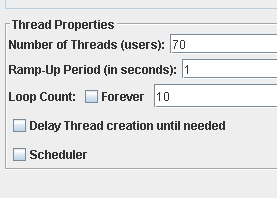 Thread Properties
Number of Threads (users): 70
Ramp-Up Period (in seconds): 1
Loop Count: Forever 10
Delay Thread creation until needed
Scheduler